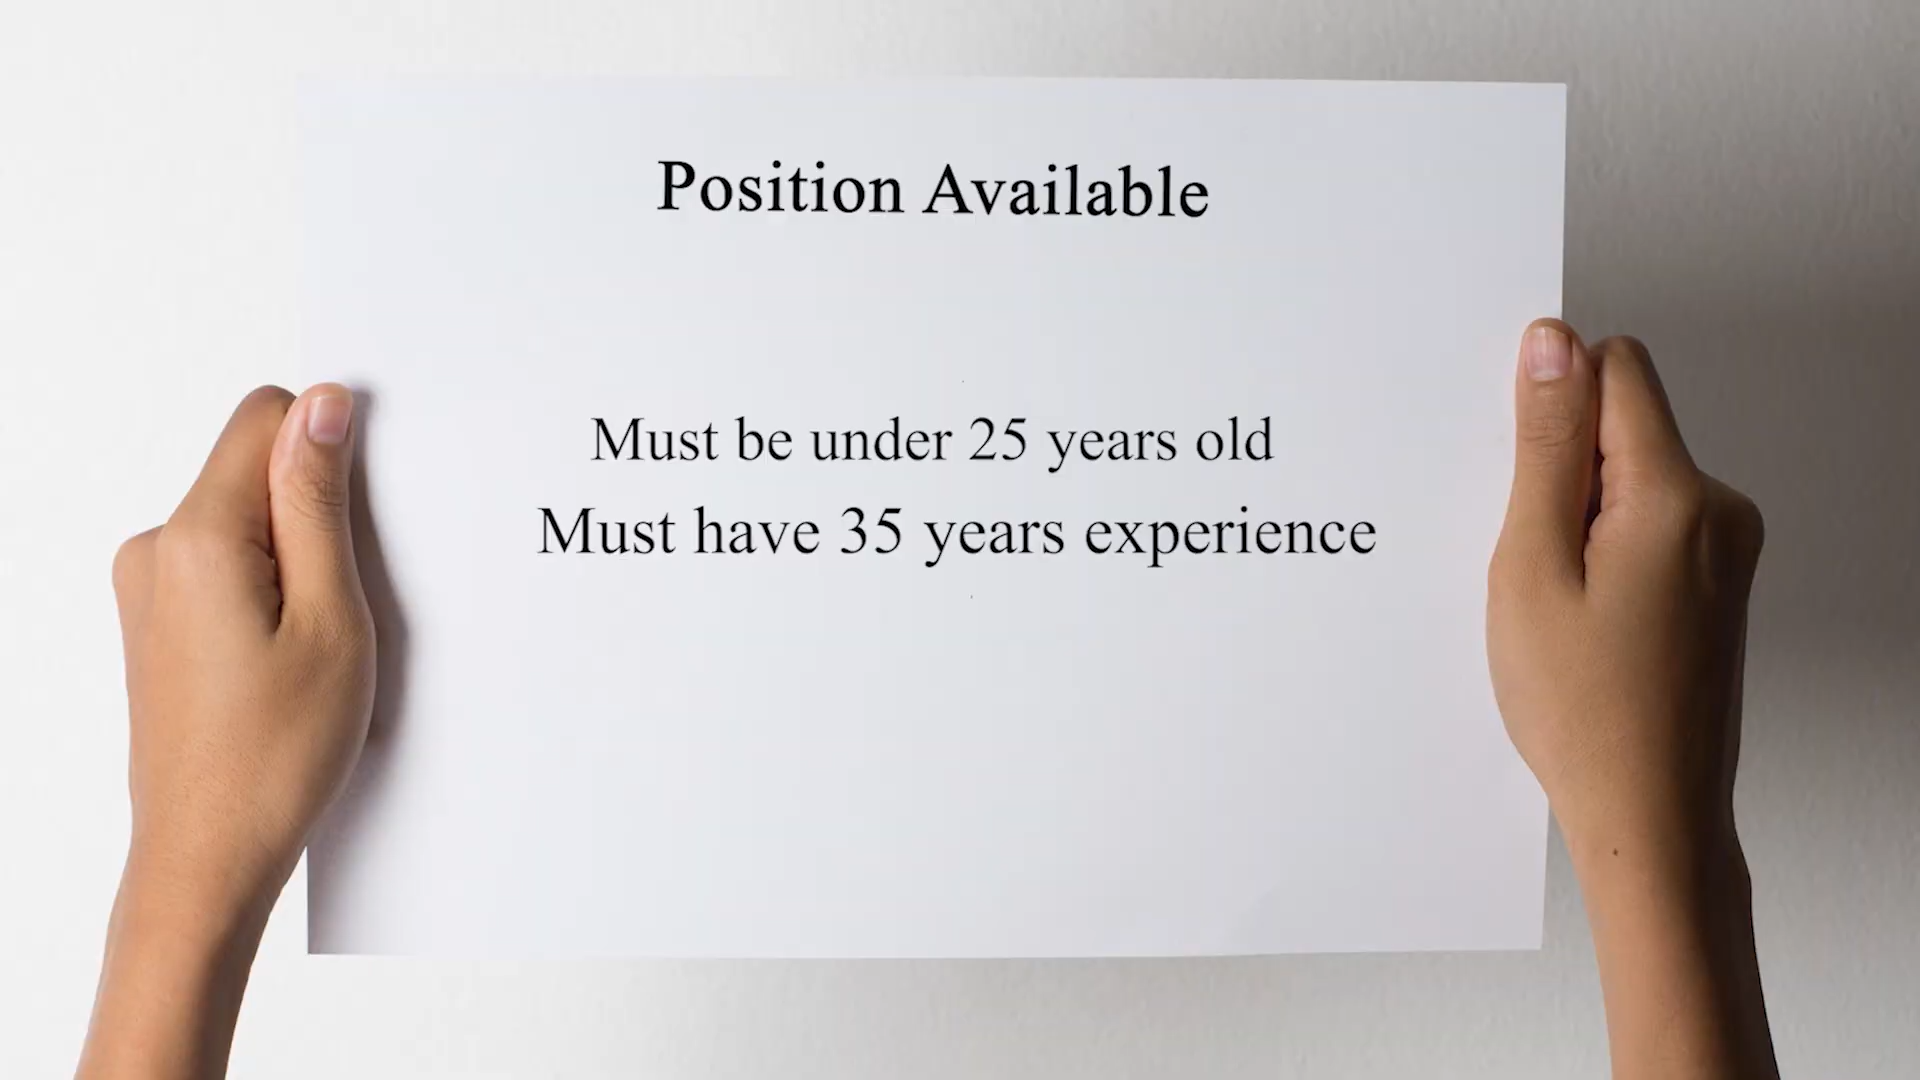 Position Available
Must be under 25 years old
Must have 35 years experience